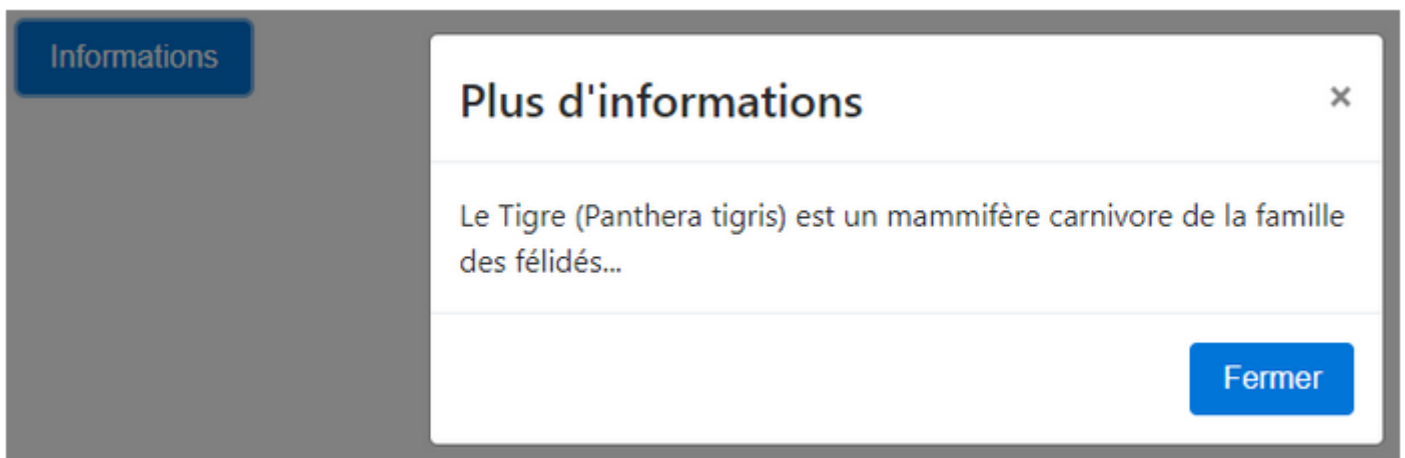 Informations
Plus d'informations
×
Le Tigre (Panthera tigris) est un mammifère carnivore de la famille
des félidés...
Fermer